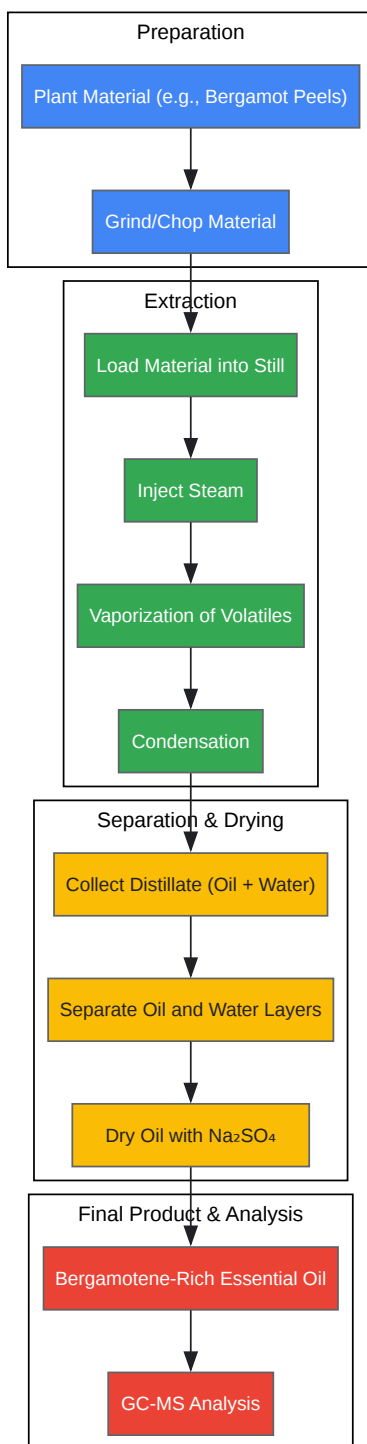 Preparation
Plant Material (e.g., Bergamot Peels)
Grind/Chop Material
Extraction
Load Material into Still
Inject Steam
Vaporization of Volatiles
Condensation
Separation & Drying
Collect Distillate (Oil + Water)
Separate Oil and Water Layers
Dry Oil with Na₂SO₄
Final Product & Analysis
Bergamotene-Rich Essential Oil
GC-MS Analysis